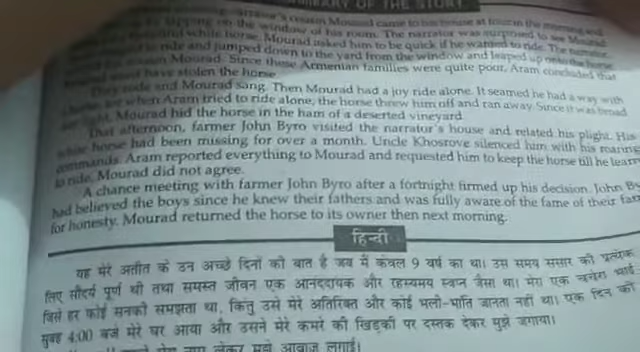 SUMMARY OF THE STORY
narrator's cousin Mourad came to his house at four in the morning and
tapping on the window of his room. The narrator was surprised to see Mourad
beautiful white horse. Mourad asked him to be quick if he wanted to ride. The narrator
to ride and jumped down to the yard from the window and leaped up onto the horse
cousin Mourad. Since these Armenian families were quite poor, Aram concluded that
have stolen the horse.
They rode and Mourad sang. Then Mourad had a joy ride alone. It seamed he had a way with
when Aram tried to ride alone, the horse threw him off and ran away. Since it was broad
Mourad hid the horse in the ham of a deserted vineyard.
That afternoon, farmer John Byro visited the narrator's house and related his plight. His
white horse had been missing for over a month. Uncle Khosrove silenced him with his roaring
commands. Aram reported everything to Mourad and requested him to keep the horse till he learnt
to ride. Mourad did not agree.
A chance meeting with farmer John Byro after a fortnight firmed up his decision. John B
had believed the boys since he knew their fathers and was fully aware of the fame of their fam
for honesty. Mourad returned the horse to its owner then next morning.
हिन्दी
यह मेरे अतीत के उन अच्छे दिनों की बात है जब मैं केवल 9 वर्ष का था। उस समय संसार की प्रत्येक
लिए सौंदर्य पूर्ण थी तथा समस्त जीवन एक आनंददायक और रहस्यमय स्वप्न जैसा था। मेरा एक चचेरा भाई
जिसे हर कोई सनकी समझता था, किंतु उसे मेरे अतिरिक्त और कोई भली-भांति जानता नहीं था। एक दिन की
सुबह 4:00 बजे मेरे घर आया और उसने मेरे कमरे की खिड़की पर दस्तक देकर मुझे जगाया।
नाम लेकर मुझे आवाज लगाई।